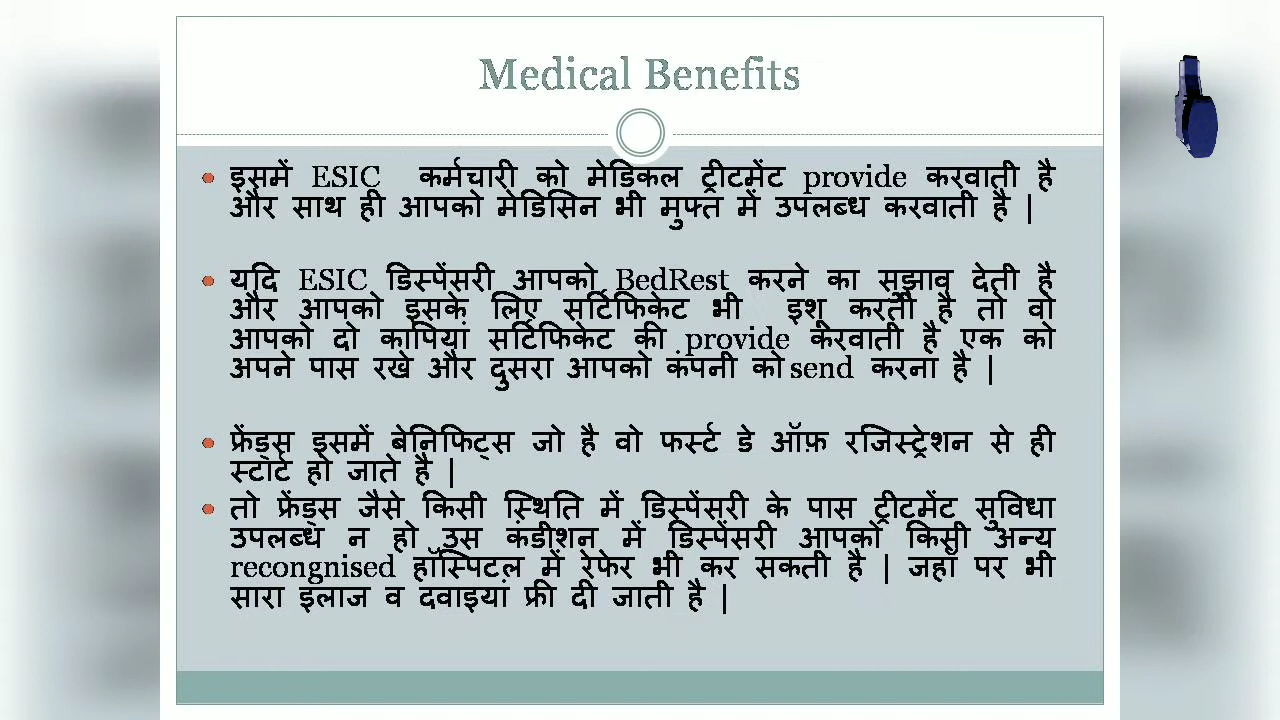 Medical Benefits
• इसमें ESIC कर्मचारी को मेडिकल ट्रीटमेंट provide करवाती है
और साथ ही आपको मेडिसिन भी मुफ्त में उपलब्ध करवाती है |
• यदि ESIC डिस्पेंसरी आपको BedRest करने का सुझाव देती है
और आपको इसके लिए सर्टिफिकेट भी इशू करती है तो वो
आपको दो कापियां सर्टिफिकेट की provide करवाती है एक को
अपने पास रखे और दुसरा आपको कंपनी को send करना है |
• फ्रेंड्स इसमें बेनिफिट्स जो है वो फर्स्ट डे ऑफ़ रजिस्ट्रेशन से ही
स्टार्ट हो जाते है |
• तो फ्रेंड्स जैसे किसी स्थिति में डिस्पेंसरी के पास ट्रीटमेंट सुविधा
उपलब्ध न हो उस कंडीशन में डिस्पेंसरी आपको किसी अन्य
recongnised हॉस्पिटल में रेफेर भी कर सकती है | जहाँ पर भी
सारा इलाज व दवाइयां फ्री दी जाती है |